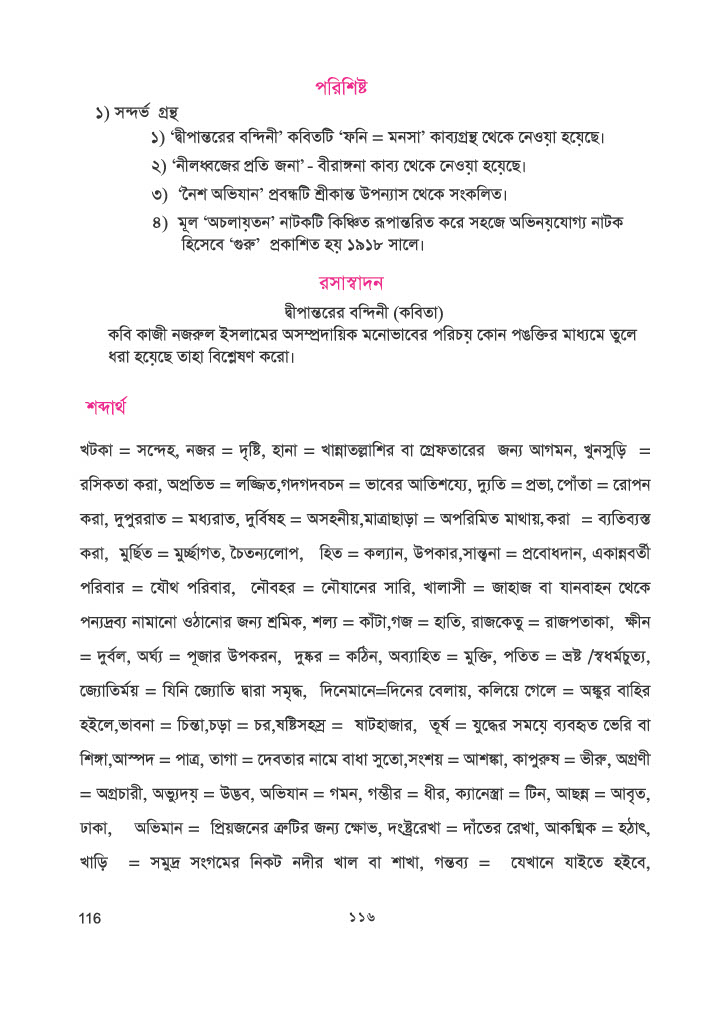 পরিশিষ্ট
১) সন্দর্ভ গ্রন্থ
১) ‘দ্বীপান্তরের বন্দিনী’ কবিতটি ‘ফনি = মনসা’ কাব্যগ্রন্থ থেকে নেওয়া হয়েছে।
২) ‘নীলধ্বজের প্রতি জনা’ - বীরাঙ্গনা কাব্য থেকে নেওয়া হয়েছে।
৩) ‘নৈশ অভিযান’ প্রবন্ধটি শ্রীকান্ত উপন্যাস থেকে সংকলিত।
৪) মূল ‘অচলায়তন’ নাটকটি কিঞ্চিত রূপান্তরিত করে সহজে অভিনয়যোগ্য নাটক
হিসেবে ‘গুরু’ প্রকাশিত হয় ১৯১৮ সালে।
রসাস্বাদন
দ্বীপান্তরের বন্দিনী (কবিতা)
কবি কাজী নজরুল ইসলামের অসম্প্রদায়িক মনোভাবের পরিচয় কোন পঙক্তির মাধ্যমে তুলে
ধরা হয়েছে তাহা বিশ্লেষণ করো।
শব্দার্থ
খটকা = সন্দেহ, নজর = দৃষ্টি, হানা = খান্নাতল্লাশির বা গ্রেফতারের জন্য আগমন, খুনসুড়ি =
রসিকতা করা, অপ্রতিভ = লজ্জিত,গদগদবচন = ভাবের আতিশয্যে, দ্যুতি = প্রভা, পোঁতা = রোপন
করা, দুপুররাত = মধ্যরাত, দুর্বিষহ = অসহনীয়,মাত্রাছাড়া = অপরিমিত মাথায়, করা = ব্যতিব্যস্ত
করা, মুর্ছিত = মুর্চ্ছাগত, চৈতন্যলোপ, হিত = কল্যান, উপকার,সান্ত্বনা = প্রবোধদান, একান্নবর্তী
পরিবার = যৌথ পরিবার, নৌবহর = নৌযানের সারি, খালাসী = জাহাজ বা যানবাহন থেকে
পন্যদ্রব্য নামানো ওঠানোর জন্য শ্রমিক, শল্য = কাঁটা,গজ = হাতি, রাজকেতু = রাজপতাকা, ক্ষীন
= দুর্বল, অর্ঘ্য = পূজার উপকরন, দুষ্কর = কঠিন, অব্যাহিত = মুক্তি, পতিত = ভ্রষ্ট /স্বধর্মচুত্য,
জ্যোতির্ময় = যিনি জ্যোতি দ্বারা সমৃদ্ধ, দিনেমানে=দিনের বেলায়, কলিয়ে গেলে = অঙ্কুর বাহির
হইলে,ভাবনা = চিন্তা,চড়া = চর,ষষ্টিসহস্র = ষাটহাজার, তূর্ষ = যুদ্ধের সময়ে ব্যবহৃত ভেরি বা
শিঙ্গা,আস্পদ = পাত্র, তাগা = দেবতার নামে বাধা সুতো,সংশয় = আশঙ্কা, কাপুরুষ = ভীরু, অগ্রণী
= অগ্রচারী, অভ্যুদয় = উদ্ভব, অভিযান = গমন, গম্ভীর = ধীর, ক্যানেস্ত্রা = টিন, আছন্ন = আবৃত,
ঢাকা, অভিমান = প্রিয়জনের ত্রুটির জন্য ক্ষোভ, দংষ্ট্ররেখা = দাঁতের রেখা, আকষ্মিক = হঠাৎ,
খাড়ি = সমুদ্র সংগমের নিকট নদীর খাল বা শাখা, গন্তব্য = যেখানে যাইতে হইবে,
116 ১১৬